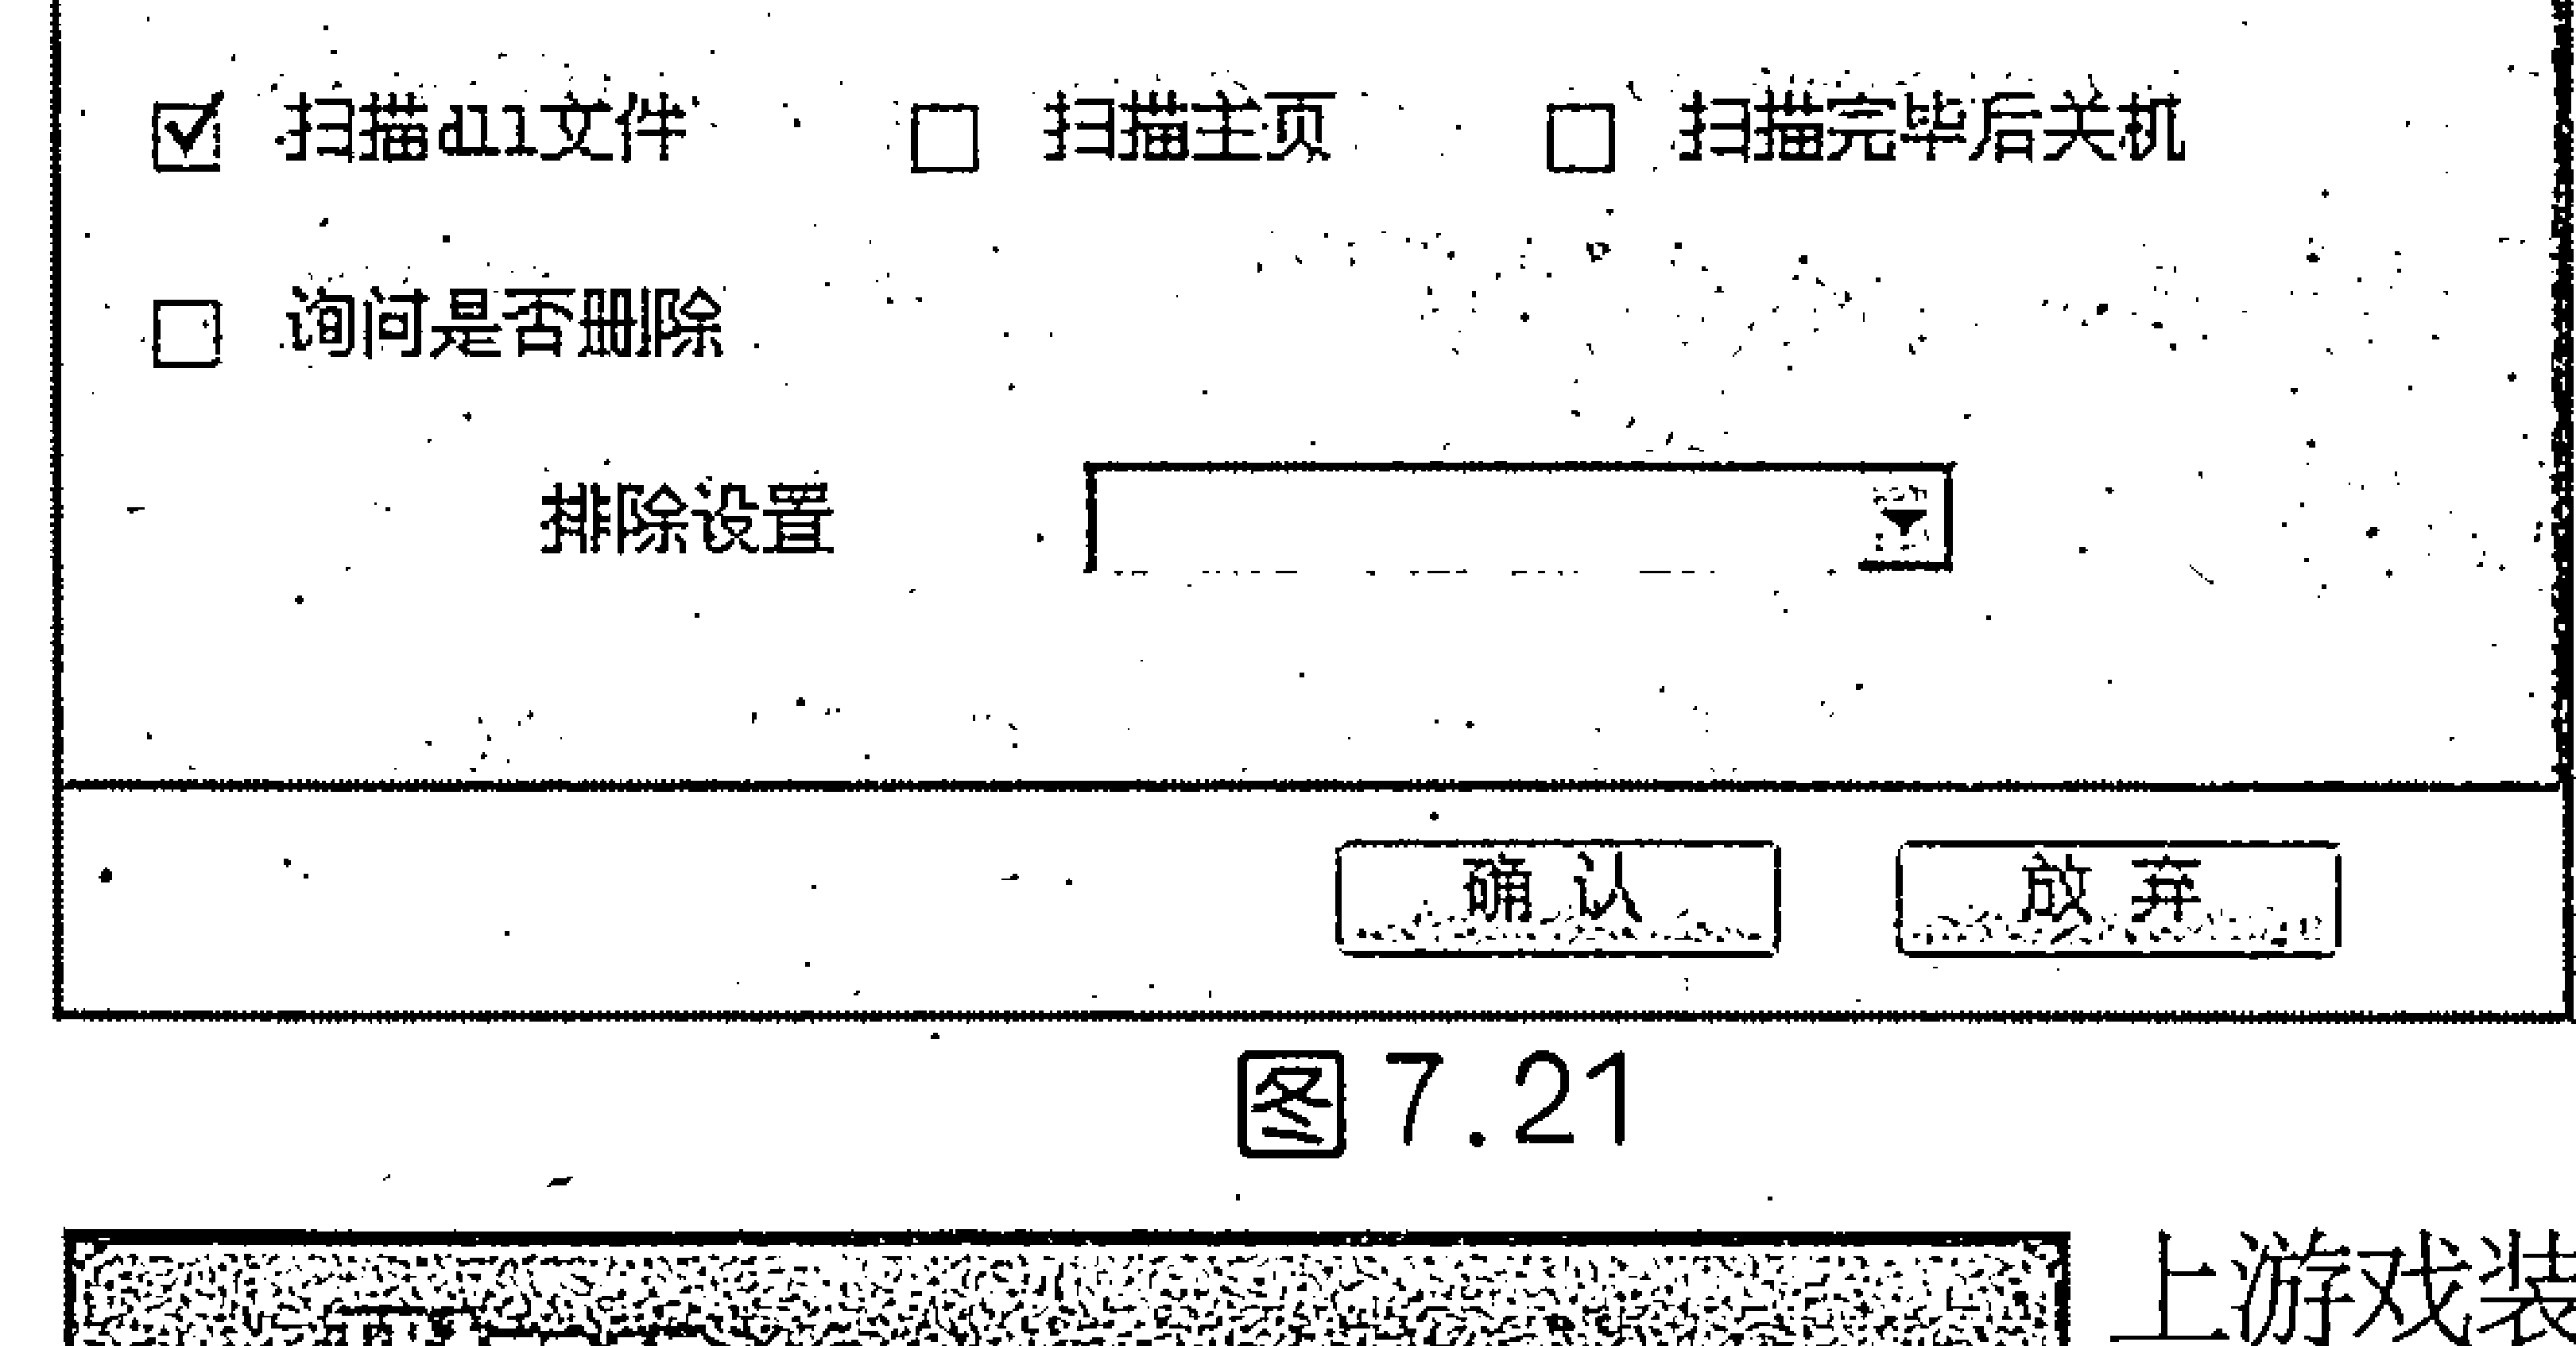 扫描dll文件 扫描主页 扫描完毕后关机
询问是否删除
排除设置
确 认 放 弃
图 7.21
上游戏装